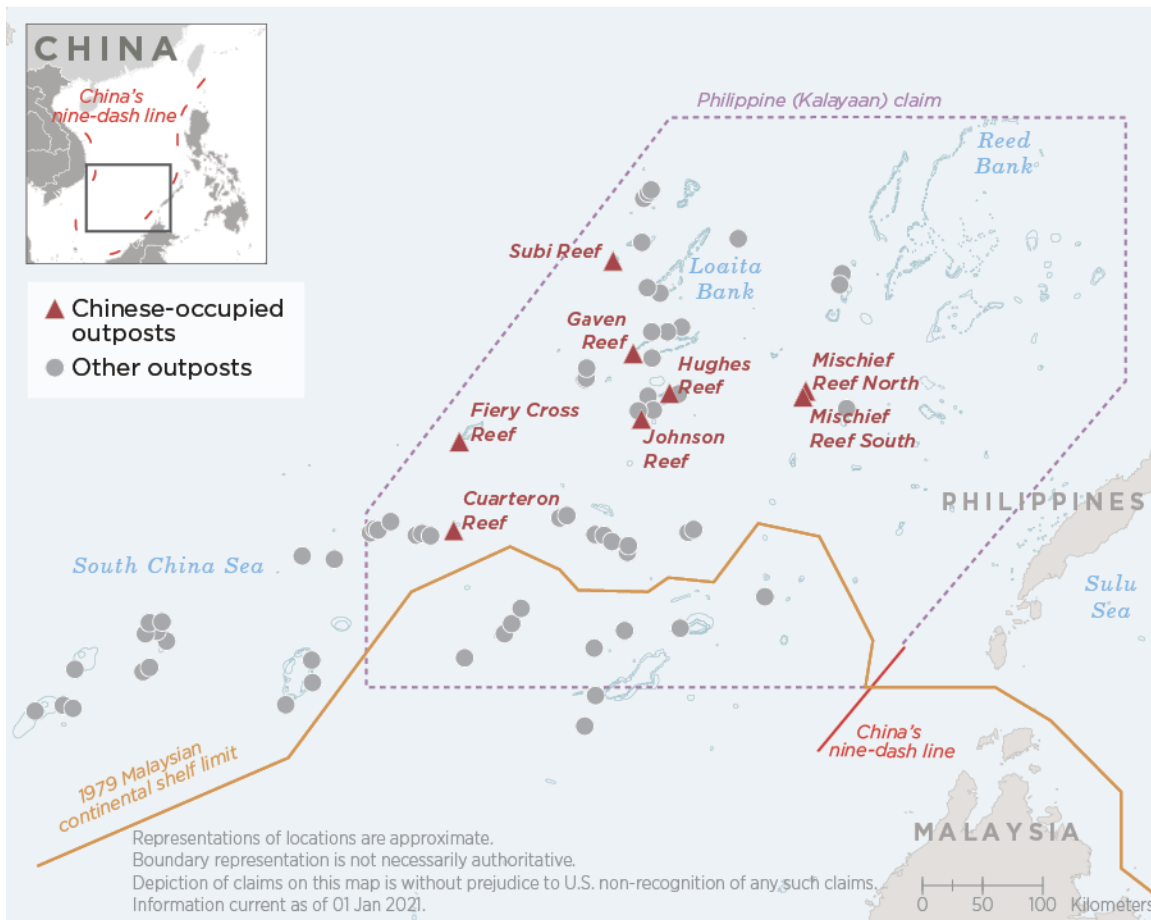 CHINA
China's
nine-dash line
Chinese-occupied
outposts
Other outposts
Philippine (Kalayaan) claim
Reed
Bank
Subi Reef
Loaita
Bank
Gaven
Reef
Hughes
Reef
Mischief
Reef North
Mischief
Reef South
Fiery Cross
Reef
Johnson
Reef
Cuarteron
Reef
PHILIPPINES
South China Sea
Sulu
Sea
China's
nine-dash line
1979 Malaysian
continental shelf limit
MALAYSIA
Representations of locations are approximate.
Boundary representation is not necessarily authoritative.
Depiction of claims on this map is without prejudice to U.S. non-recognition of any such claims.
Information current as of 01 Jan 2021.
0 50 100 Kilometers